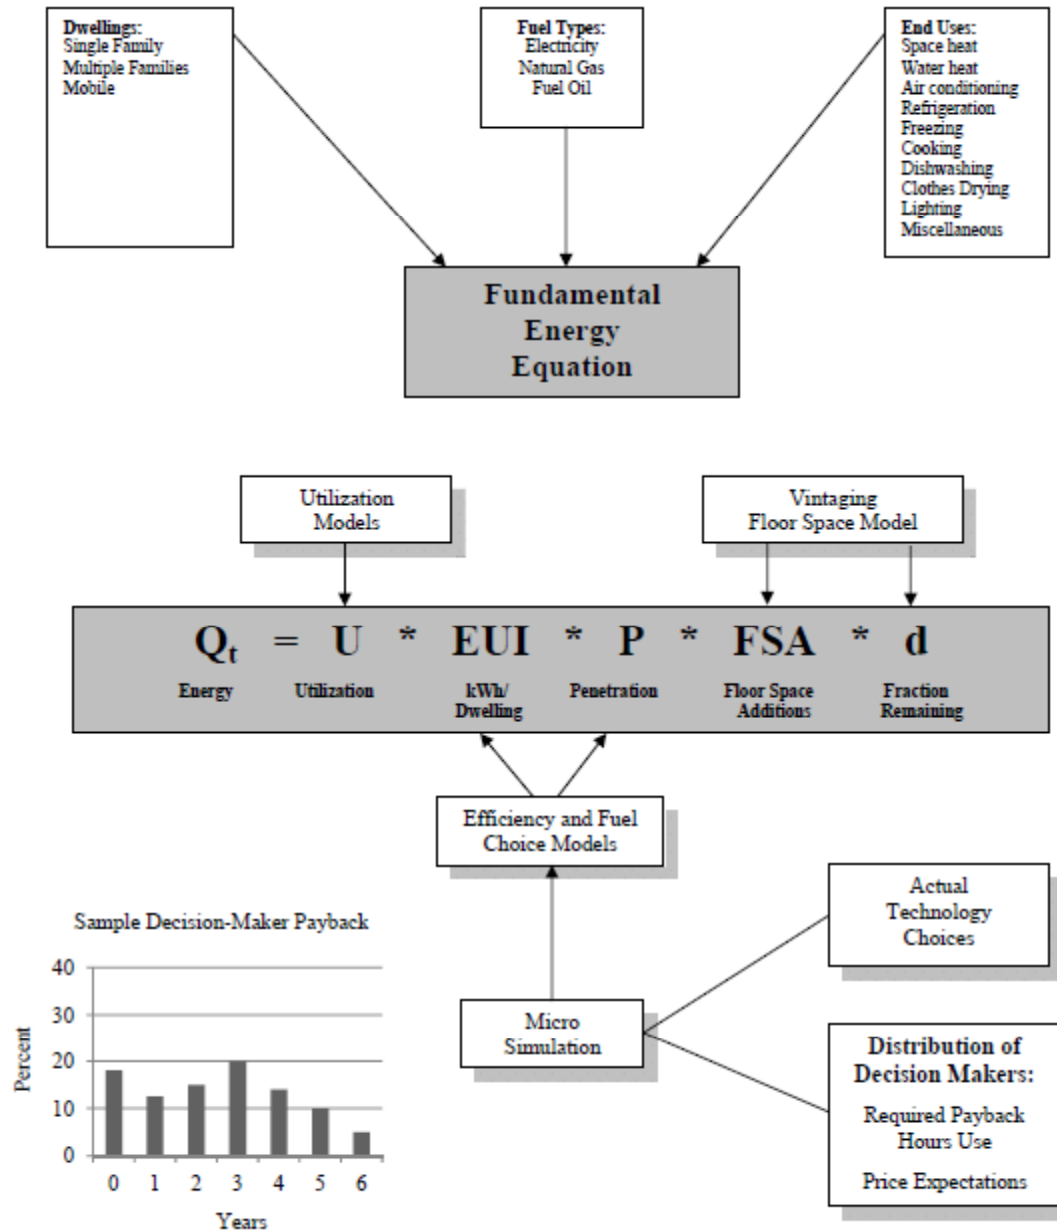 Dwellings:
Single Family
Multiple Families
Mobile
Fuel Types:
Electricity
Natural Gas
Fuel Oil
End Uses:
Space heat
Water heat
Air conditioning
Refrigeration
Freezing
Cooking
Dishwashing
Clothes Drying
Lighting
Miscellaneous
Fundamental
Energy
Equation
Utilization
Models
Vintaging
Floor Space Model
Qt = U * EUI * P * FSA * d
Energy Utilization kWh/ Penetration Floor Space Fraction
Dwelling Additions Remaining
Efficiency and Fuel
Choice Models
Actual
Technology
Choices
Micro
Simulation
Distribution of
Decision Makers:
Required Payback
Hours Use
Price Expectations
Sample Decision-Maker Payback
Percent
40
30
20
10
0
0 1 2 3 4 5 6
Years